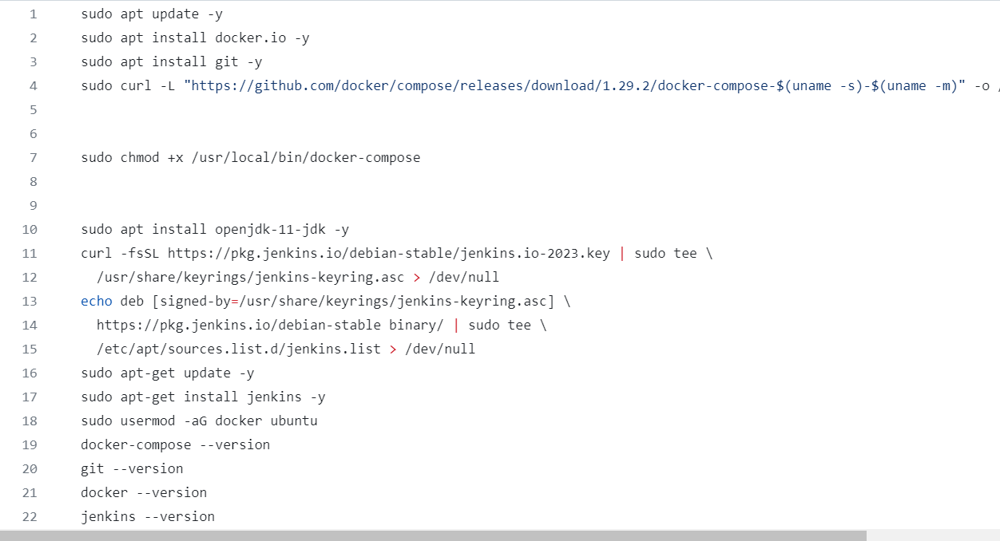 1 sudo apt update -y
2 sudo apt install docker.io -y
3 sudo apt install git -y
4 sudo curl -L "https://github.com/docker/compose/releases/download/1.29.2/docker-compose-$(uname -s)-$(uname -m)" -o
5
6
7 sudo chmod +x /usr/local/bin/docker-compose
8
9
10 sudo apt install openjdk-11-jdk -y
11 curl -fsSL https://pkg.jenkins.io/debian-stable/jenkins.io-2023.key | sudo tee \
12   /usr/share/keyrings/jenkins-keyring.asc > /dev/null
13 echo deb [signed-by=/usr/share/keyrings/jenkins-keyring.asc] \
14   https://pkg.jenkins.io/debian-stable binary/ | sudo tee \
15   /etc/apt/sources.list.d/jenkins.list > /dev/null
16 sudo apt-get update -y
17 sudo apt-get install jenkins -y
18 sudo usermod -aG docker ubuntu
19 docker-compose --version
20 git --version
21 docker --version
22 jenkins --version